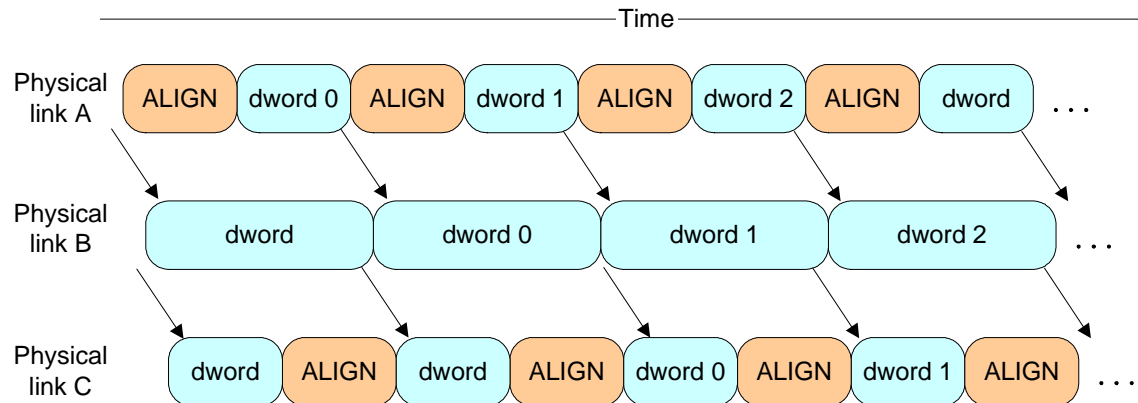 Time
Physical
link A
ALIGN dword 0 ALIGN dword 1 ALIGN dword 2 ALIGN dword . . .
Physical
link B
dword dword 0 dword 1 dword 2 . . .
Physical
link C
dword ALIGN dword ALIGN dword 0 ALIGN dword 1 ALIGN . . .